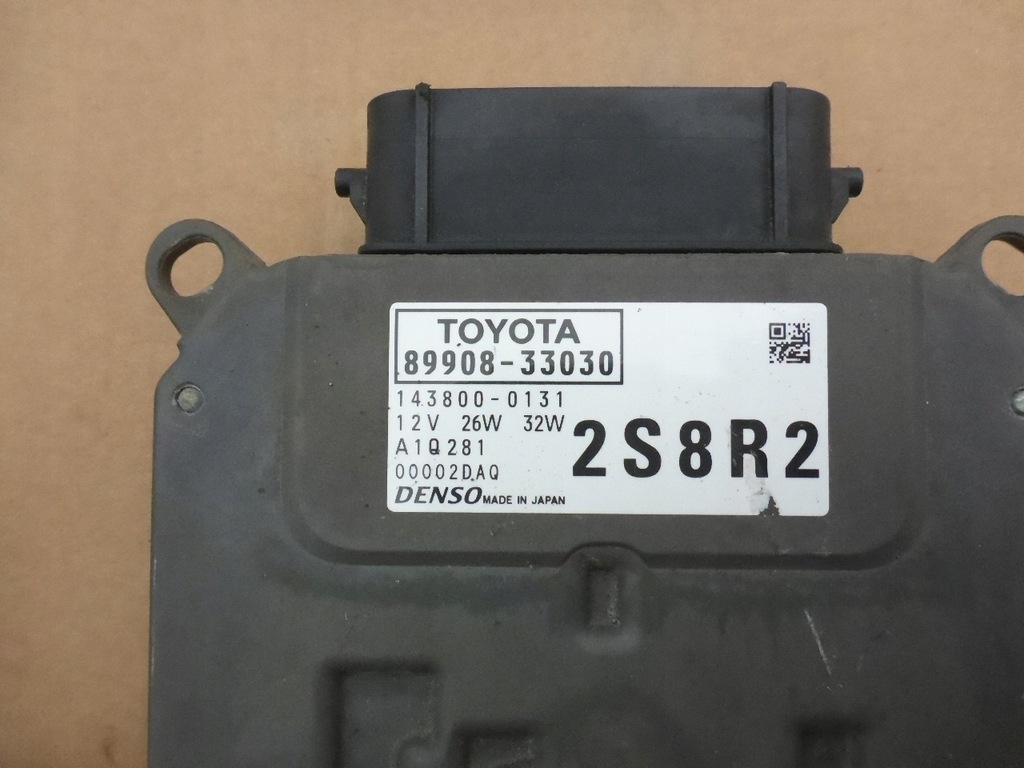 TOYOTA
89908-33030
143800-0131
12V 26W 32W
A1Q281
00002DAQ
2S8R2
DENSO MADE IN JAPAN